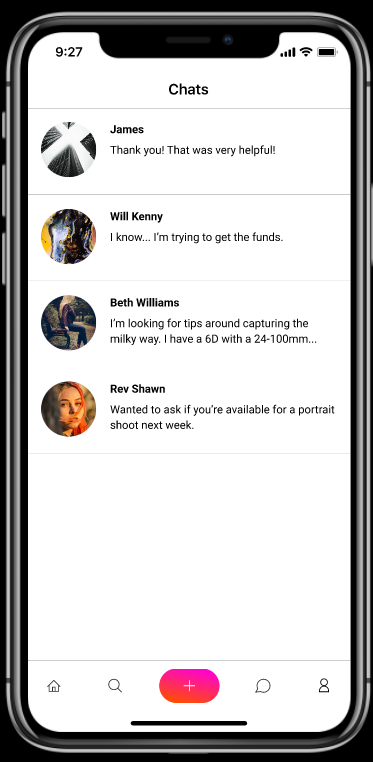 9:27
Chats
James
Thank you! That was very helpful!
Will Kenny
I know... I’m trying to get the funds.
Beth Williams
I’m looking for tips around capturing the
milky way. I have a 6D with a 24-100mm...
Rev Shawn
Wanted to ask if you’re available for a portrait
shoot next week.